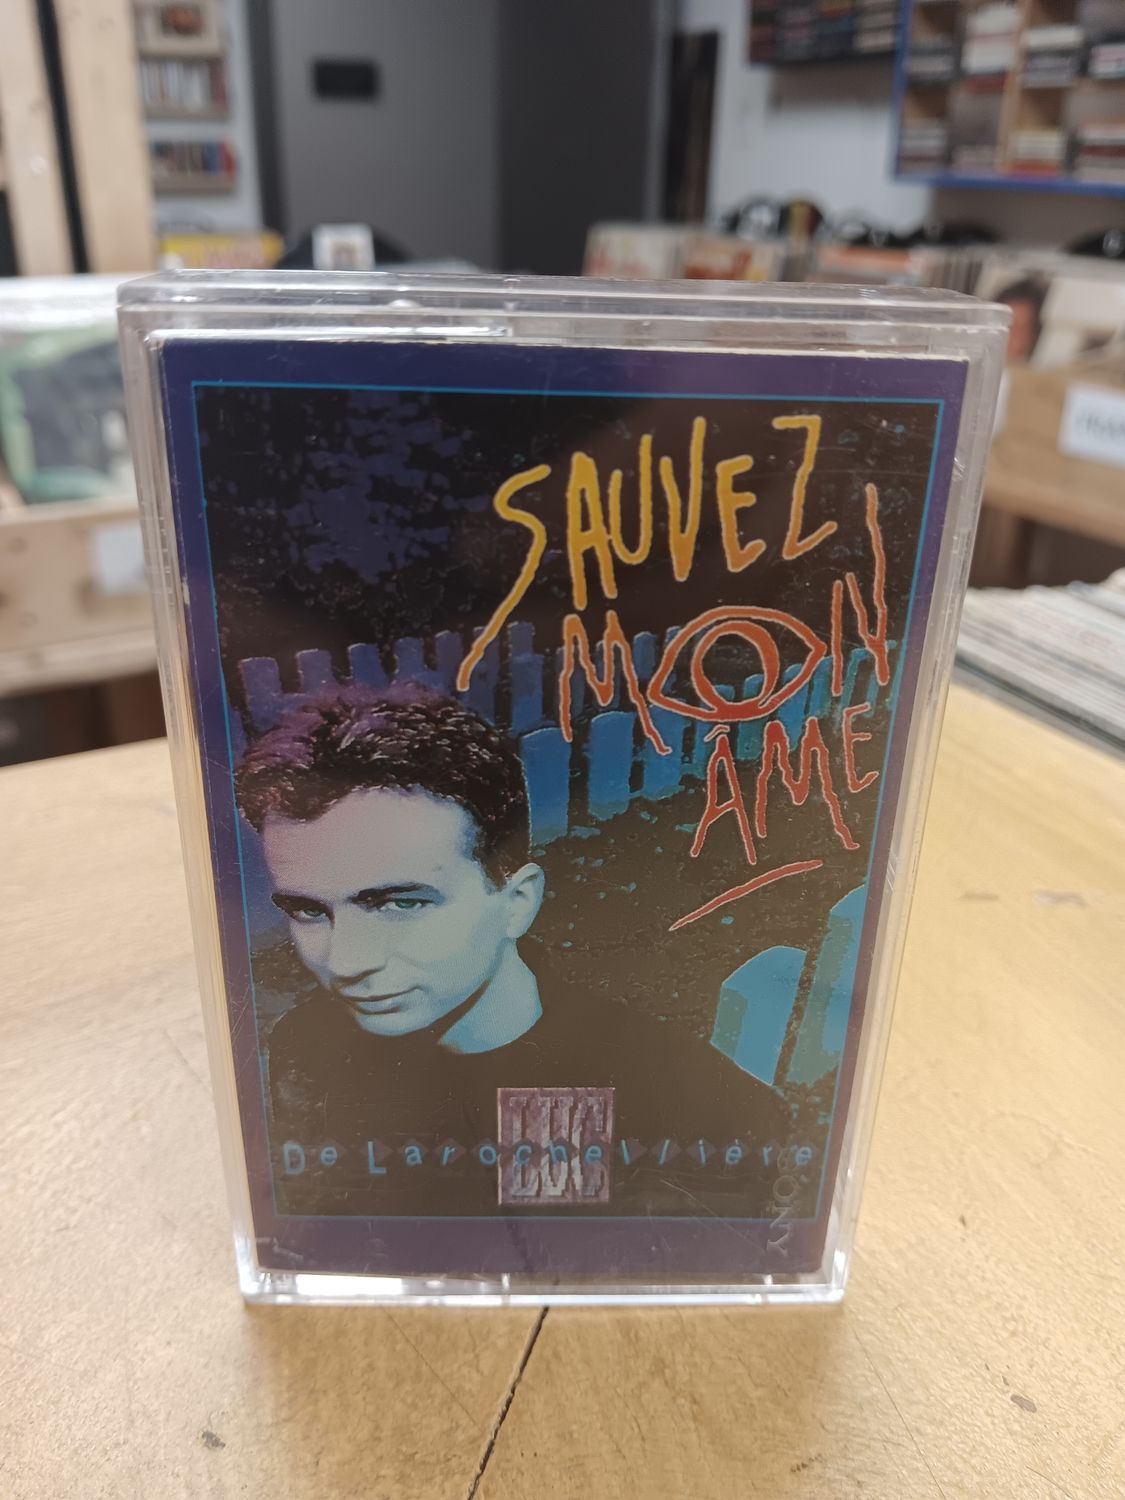 SAUVEZ
MON
ÂME
LUC
De Larochellière
SONY